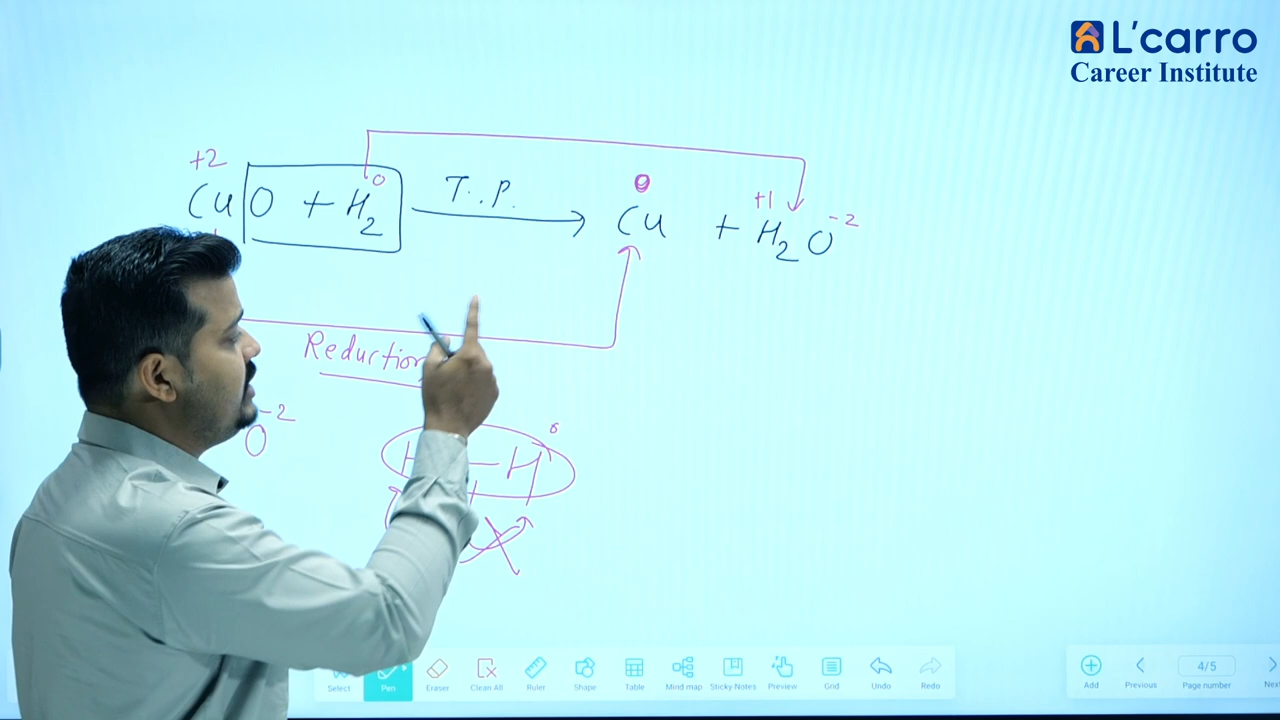 L'carro
Career Institute
+2 0 0 +1 -2
CuO + H2 T.P. → Cu + H2O
Reduction
O-2
H — H 0
Select Pen Eraser Clean All Ruler Shape Table Mind map Sticky-Notes Preview Grid Undo Redo Add Previous 4/5 Page number Next